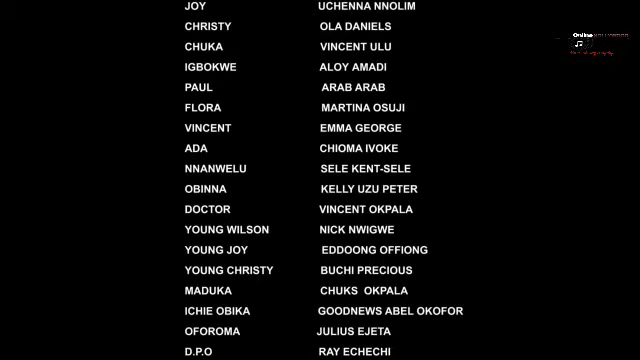 JOY UCHENNA NNOLIM
CHRISTY OLA DANIELS
CHUKA VINCENT ULU
IGBOKWE ALOY AMADI
PAUL ARAB ARAB
FLORA MARTINA OSUJI
VINCENT EMMA GEORGE
ADA CHIOMA IVOKE
NNANWELU SELE KENT-SELE
OBINNA KELLY UZU PETER
DOCTOR VINCENT OKPALA
YOUNG WILSON NICK NWIGWE
YOUNG JOY EDDOONG OFFIONG
YOUNG CHRISTY BUCHI PRECIOUS
MADUKA CHUKS OKPALA
ICHIE OBIKA GOODNEWS ABEL OKOFOR
OFOROMA JULIUS EJETA
D.P.O RAY ECHECHI
Online NOLLYWOOD